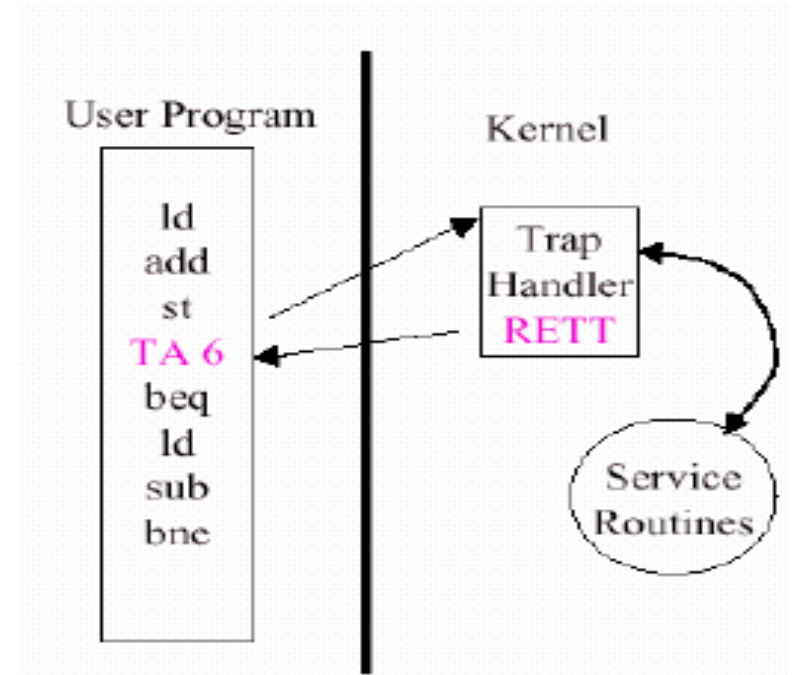 User Program
ld
add
st
TA 6
beq
ld
sub
bne
Kernel
Trap
Handler
RETT
Service
Routines